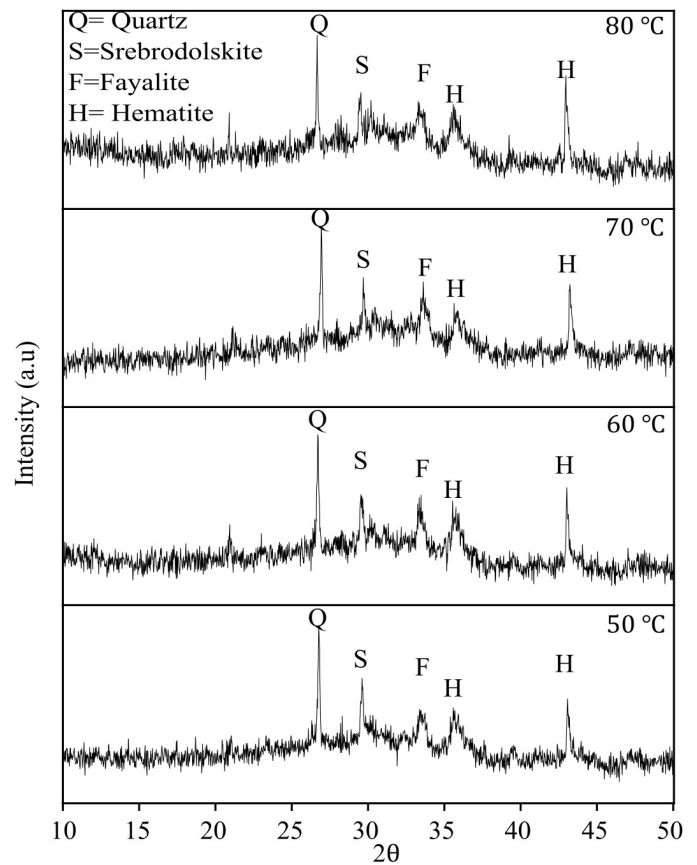 Q= Quartz
S=Srebrodolskite
F=Fayalite
H= Hematite
80 ℃
Q
S
F
H
H
70 ℃
Q
S
F
H
H
60 ℃
Q
S
F
H
H
50 ℃
Q
S
F
H
H
Intensity (a.u)
10 15 20 25 30 35 40 45 50
2θ